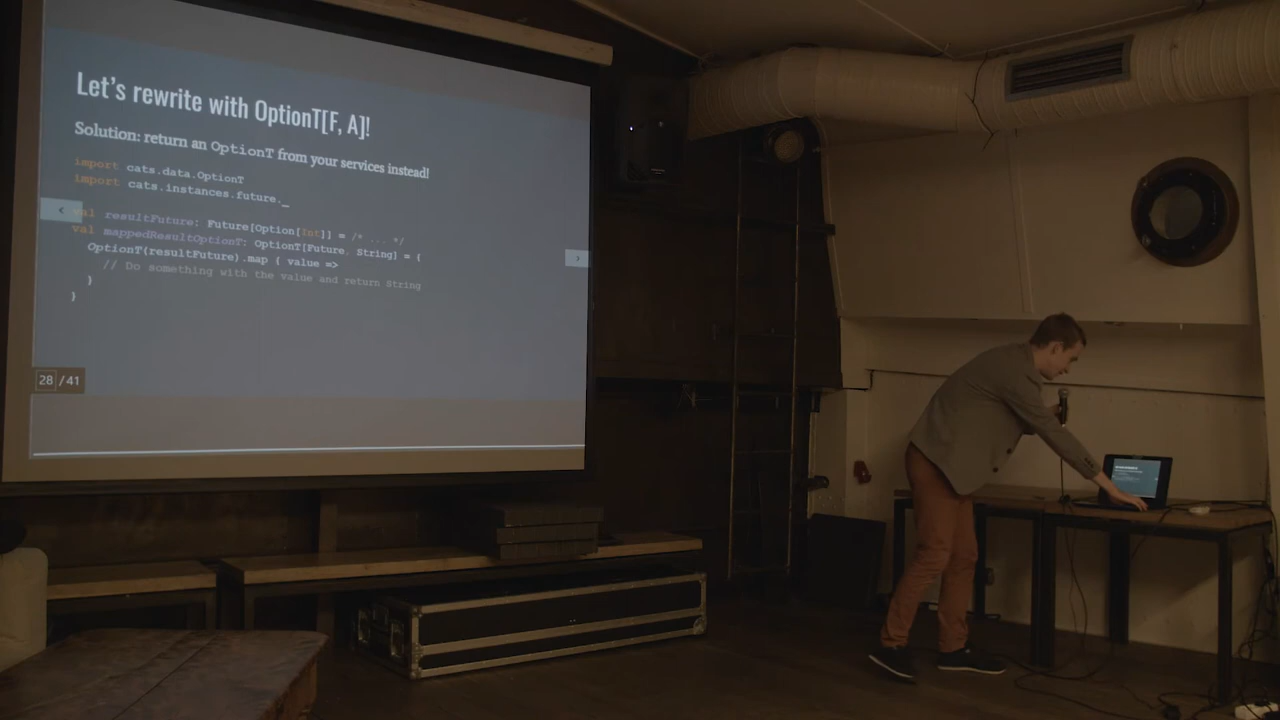 Let's rewrite with OptionT[F, A]!
Solution: return an OptionT from your services instead!
import cats.data.OptionT
import cats.instances.future._
val resultFuture: Future[Option[Int]] = /* ... */
val mappedResultOptionT: OptionT[Future, String] = {
OptionT(resultFuture).map { value =>
// Do something with the value and return String
}
}
28 / 41